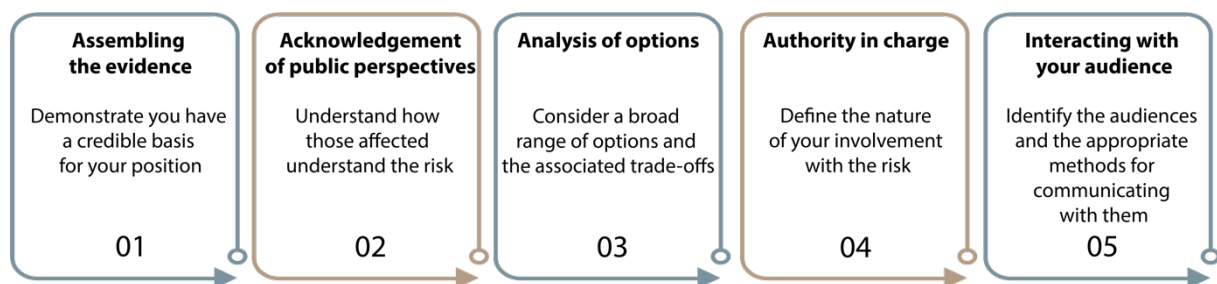 Assembling
the evidence
Demonstrate you have
a credible basis
for your position
01
Acknowledgement
of public perspectives
Understand how
those affected
understand the risk
02
Analysis of options
Consider a broad
range of options and
the associated trade-offs
03
Authority in charge
Define the nature
of your involvement
with the risk
04
Interacting with
your audience
Identify the audiences
and the appropriate
methods for
communicating
with them
05